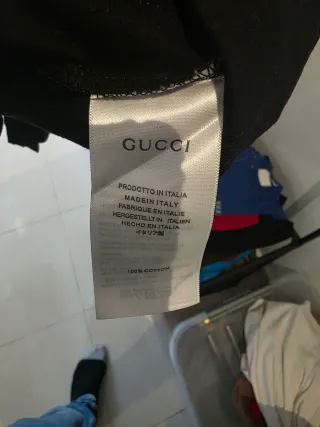 GUCCI
PRODOTTO IN ITALIA
MADE IN ITALY
FABRIQUE EN ITALIE
HERGESTELLT IN ITALIEN
HECHO EN ITALIA
イタリア製
100% COTTON